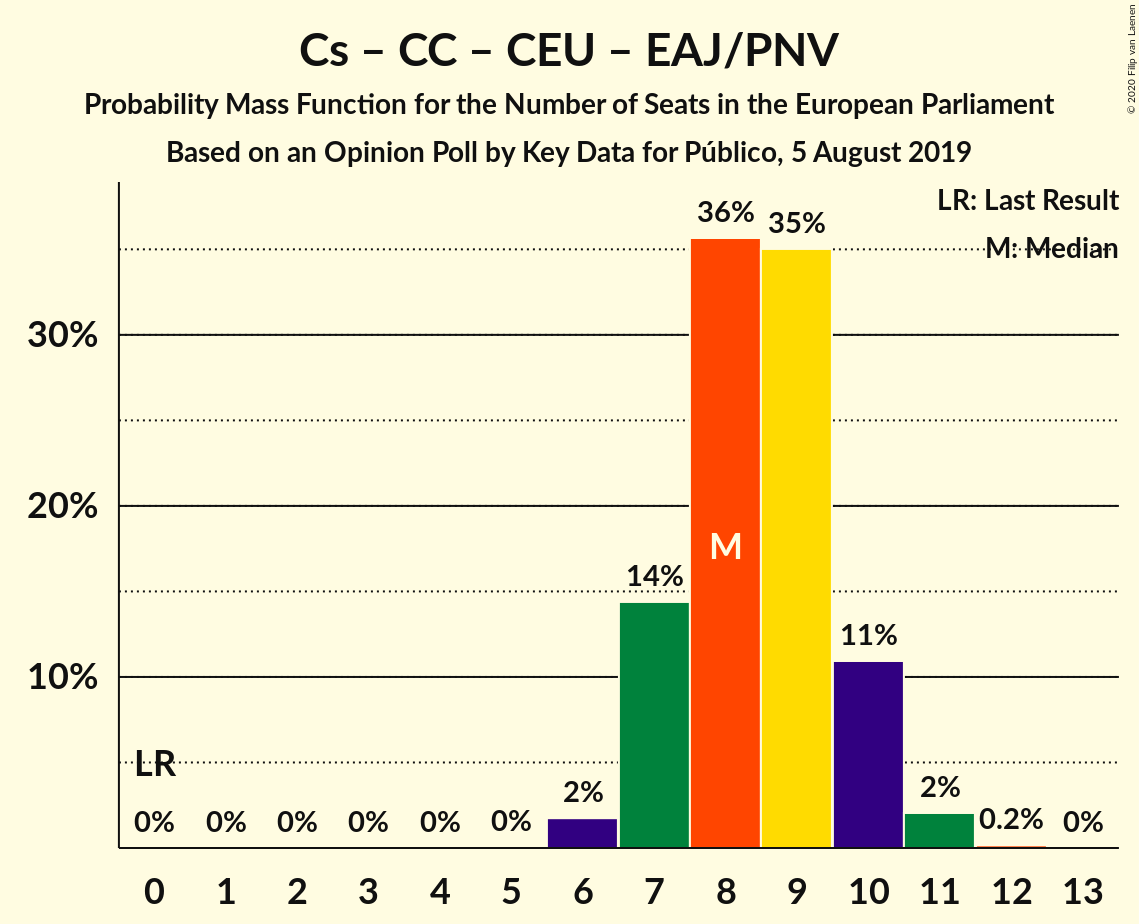 Cs – CC – CEU – EAJ/PNV
Probability Mass Function for the Number of Seats in the European Parliament
Based on an Opinion Poll by Key Data for Público, 5 August 2019
© 2020 Filip van Laenen
LR: Last Result
M: Median
36%
35%
30%
20%
M
14%
11%
10%
LR
0%
0%
0%
0%
0%
0%
2%
2%
0.2%
0%
0 1 2 3 4 5 6 7 8 9 10 11 12 13